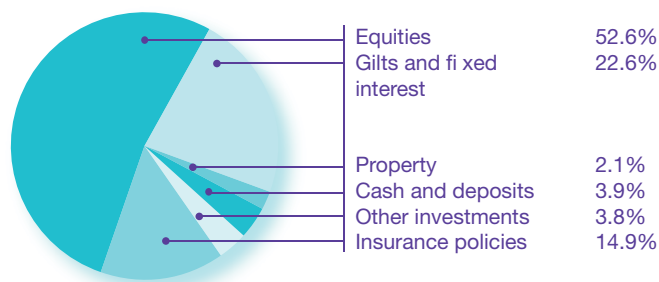 Equities 52.6%
Gilts and fi xed 22.6%
interest
Property 2.1%
Cash and deposits 3.9%
Other investments 3.8%
Insurance policies 14.9%